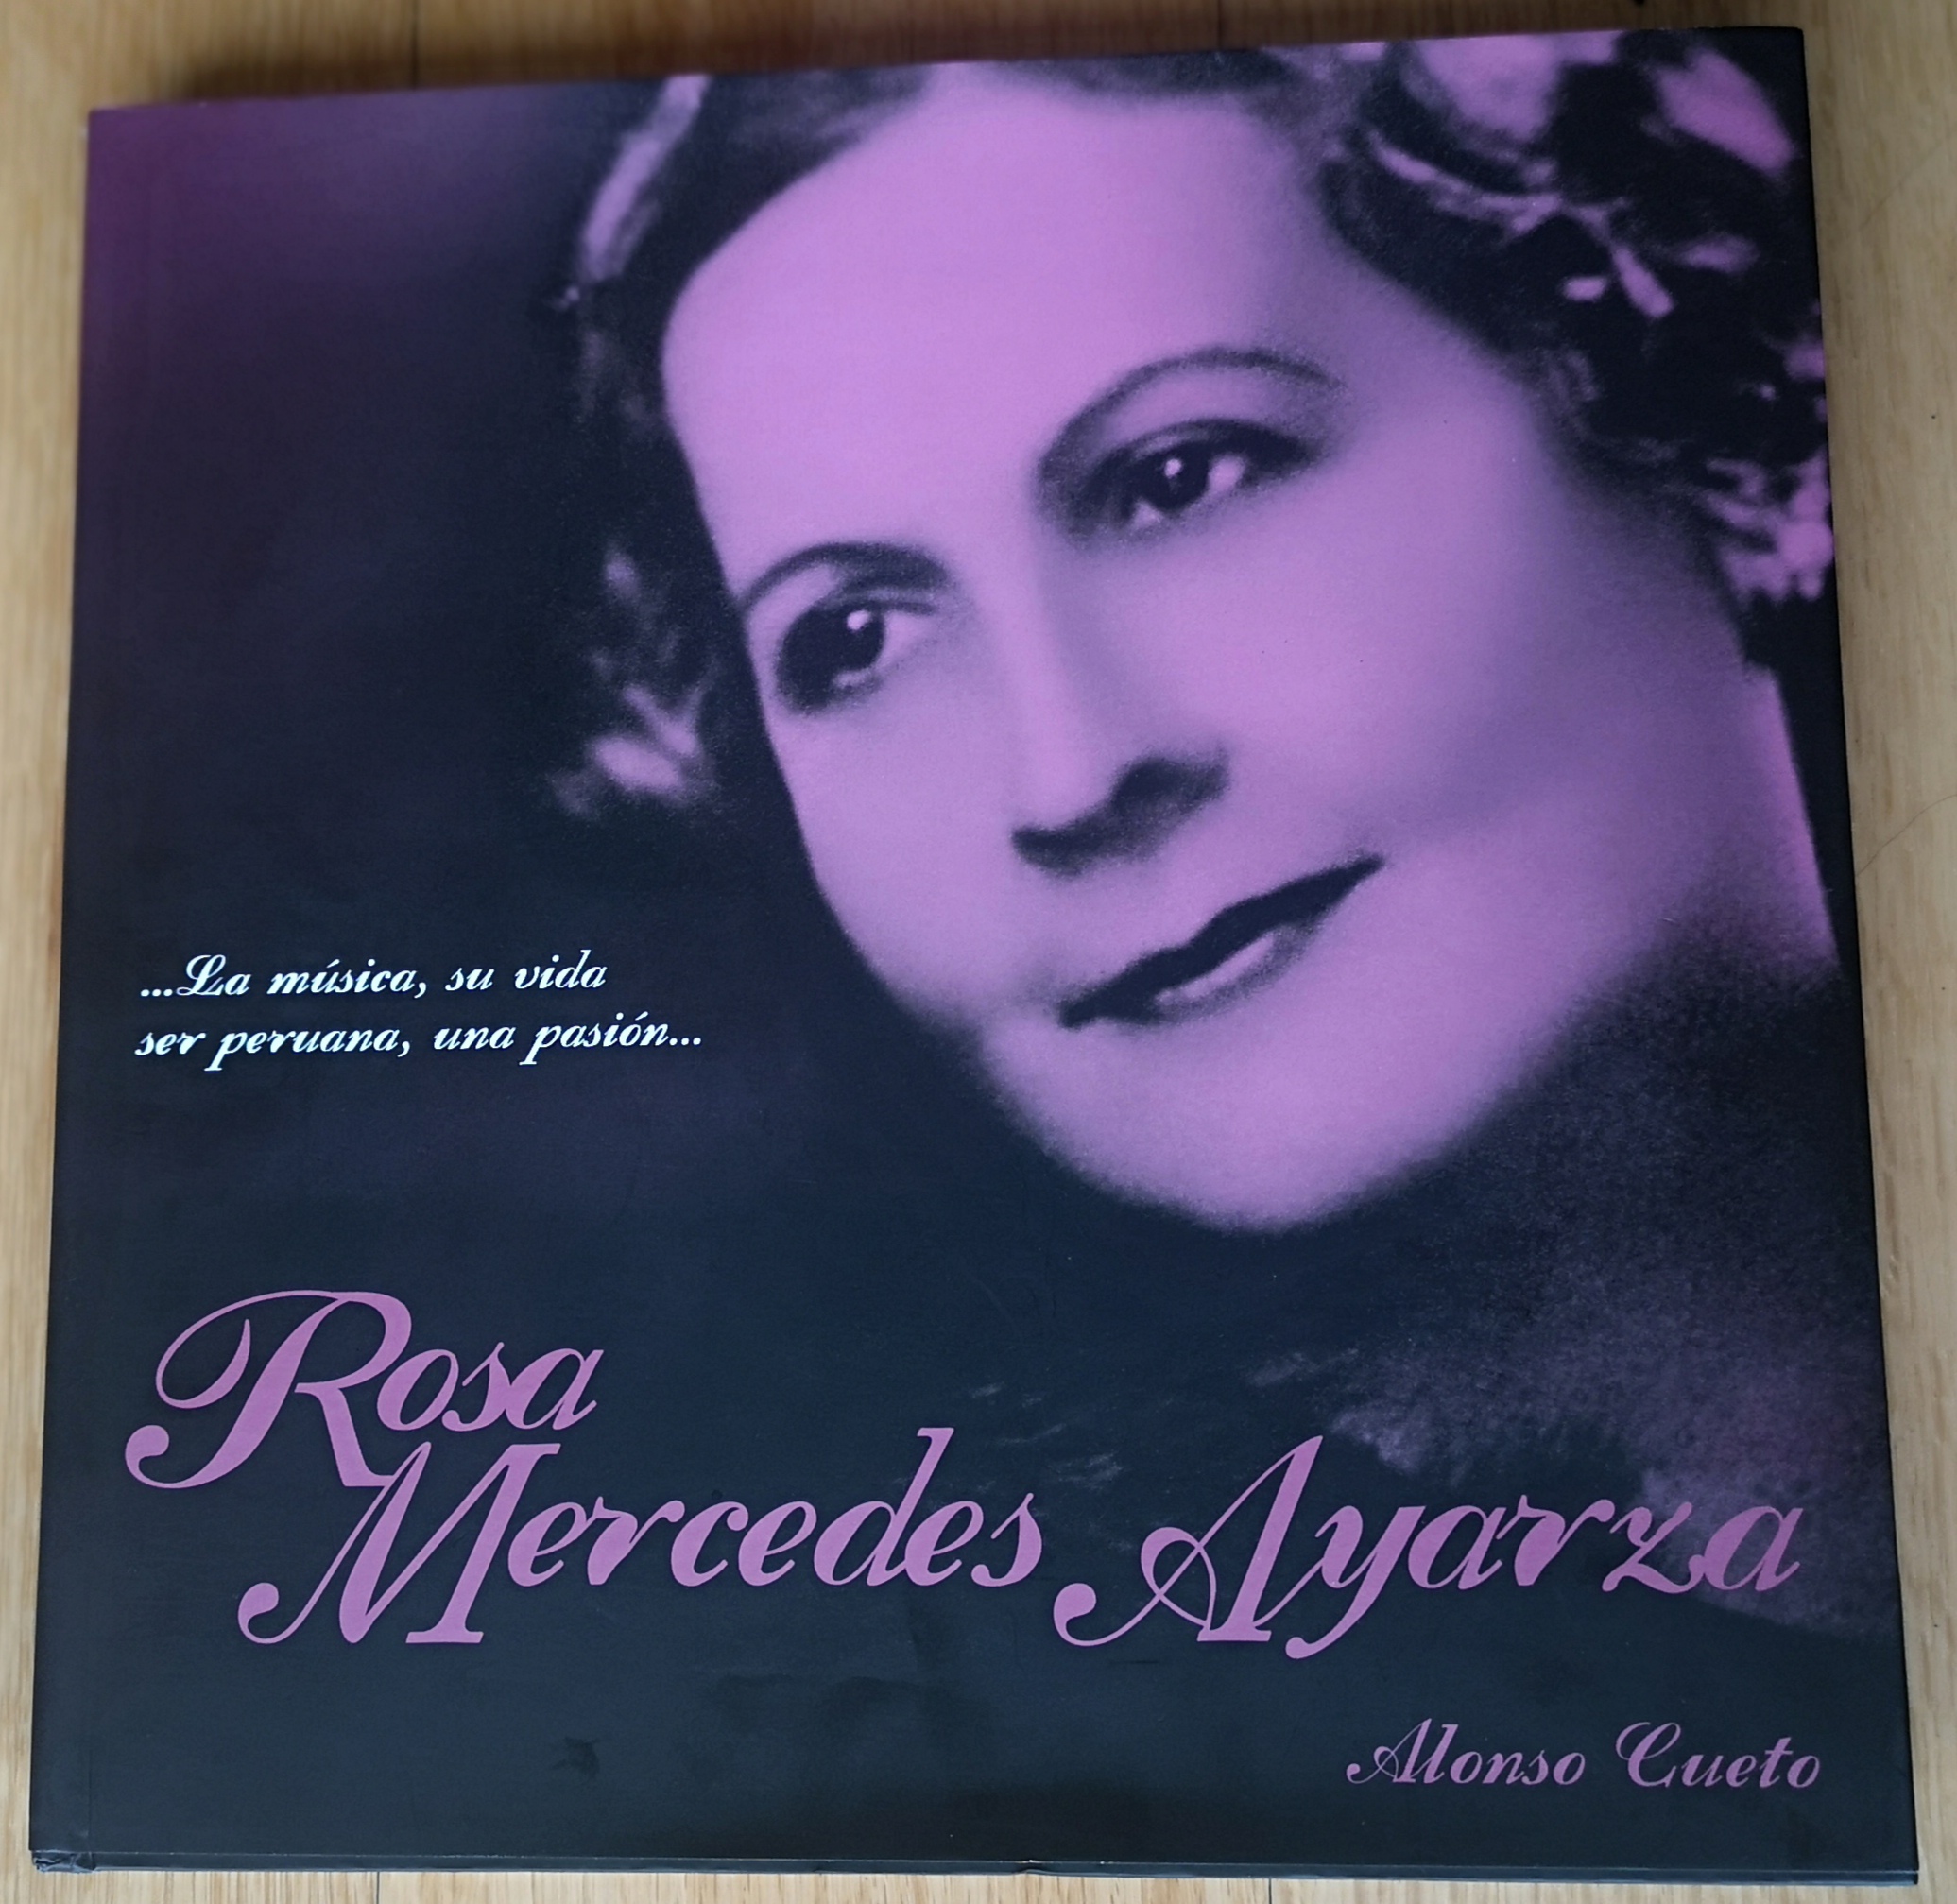 ...La música, su vida
ser peruana, una pasión...
Rosa
Mercedes Ayarza
Alonso Cueto